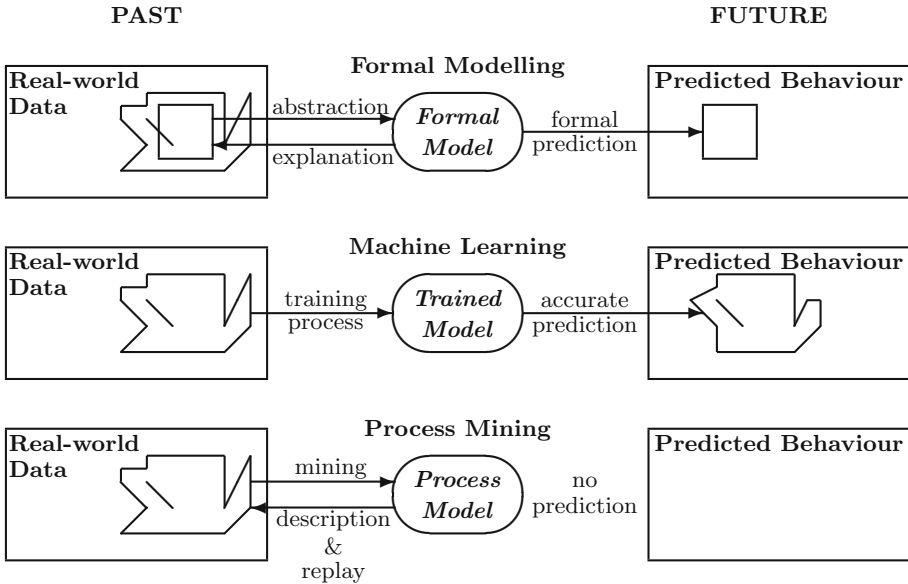 PAST
FUTURE
Formal Modelling
Real-world
Data
abstraction
explanation
Formal
Model
formal
prediction
Predicted Behaviour
Machine Learning
Real-world
Data
training
process
Trained
Model
accurate
prediction
Predicted Behaviour
Process Mining
Real-world
Data
mining
description
&
replay
Process
Model
no
prediction
Predicted Behaviour